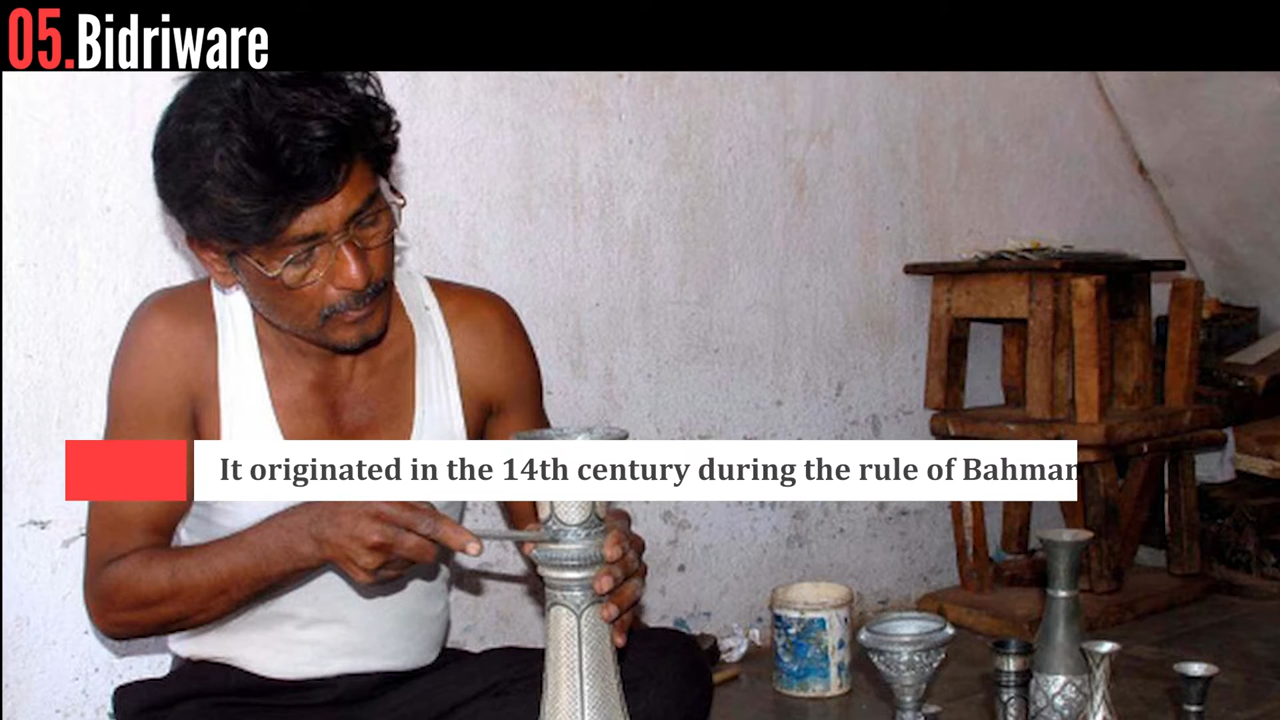 05.Bidriware
It originated in the 14th century during the rule of Bahman